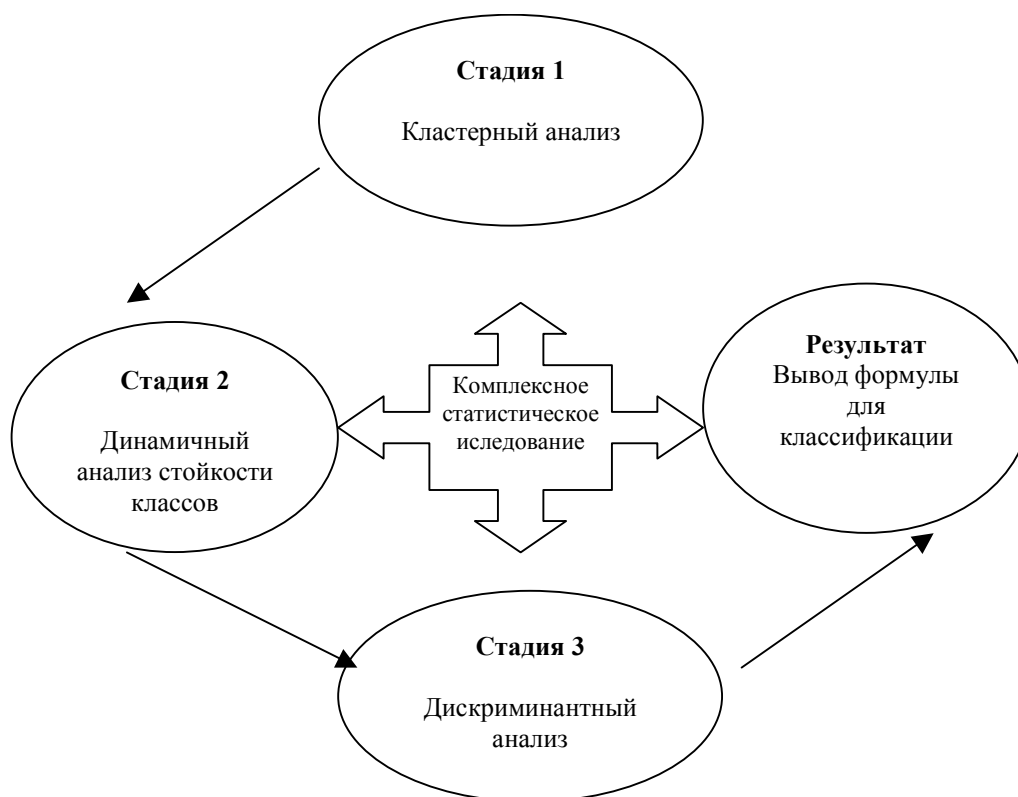 Стадия 1
Кластерный анализ
Стадия 2
Динамичный
анализ стойкости
классов
Комплексное
статистическое
иследование
Результат
Вывод формулы
для
классификации
Стадия 3
Дискриминантный
анализ